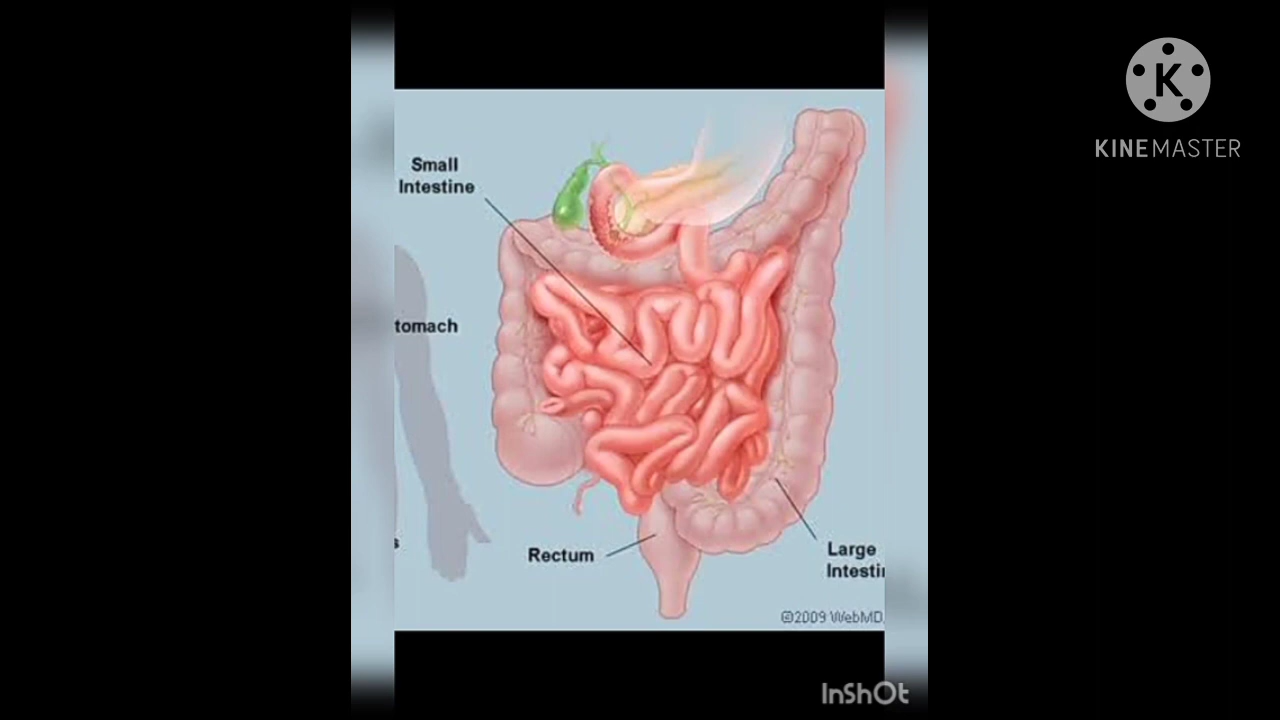 K
KINEMASTER
Small
Intestine
tomach
s
Rectum
Large
Intestin
©2009 WebMD,
InShOt